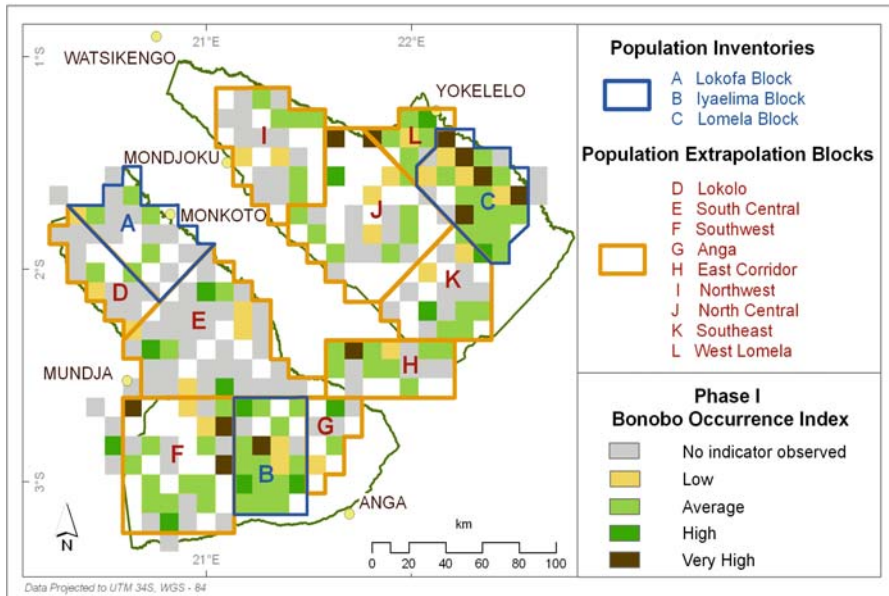 21°E
22°E
1°S
WATSIKENGO
YOKELELO
I
L
MONDJOKU
C
J
A
MONKOTO
2°S
K
D
E
H
MUNDJA
G
F
B
3°S
ANGA
km
N
21°E
22°E
0 20 40 60 80 100
Data Projected to UTM 34S, WGS - 84
Population Inventories
A Lokofa Block
B Iyaelima Block
C Lomela Block
Population Extrapolation Blocks
D Lokolo
E South Central
F Southwest
G Anga
H East Corridor
I Northwest
J North Central
K Southeast
L West Lomela
Phase I
Bonobo Occurrence Index
No indicator observed
Low
Average
High
Very High